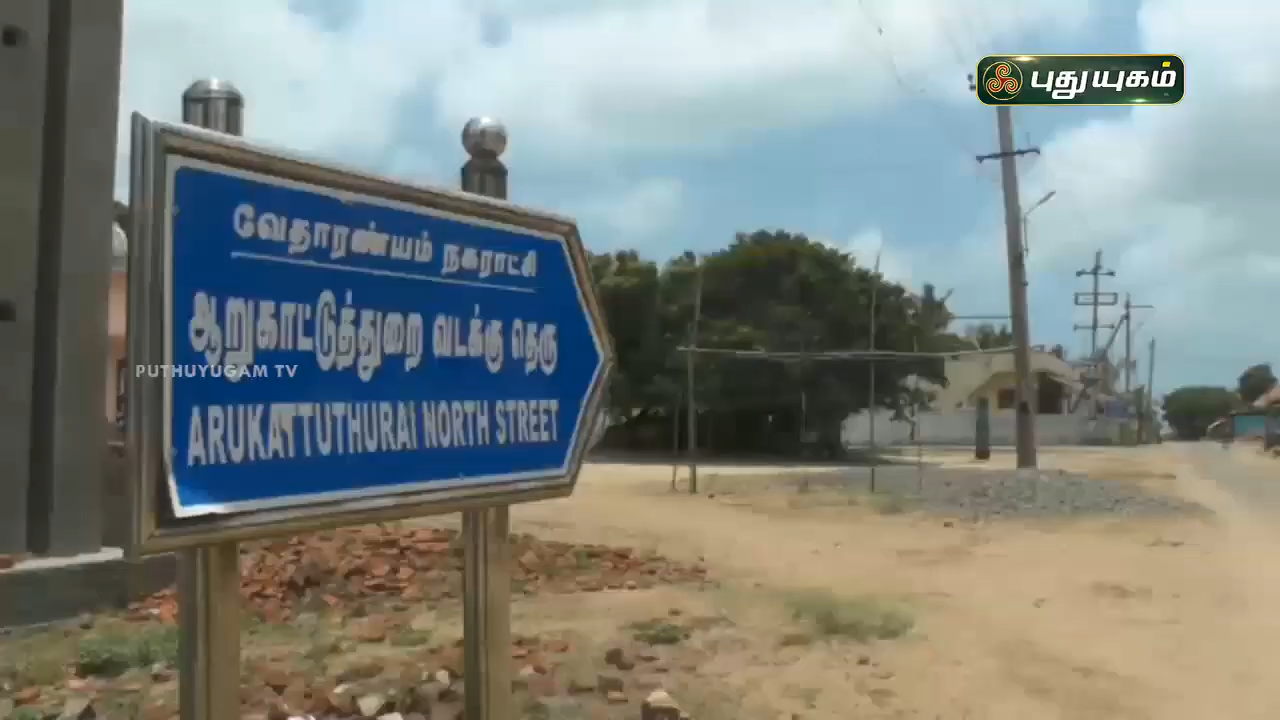 புதுயுகம்
வேதாரண்யம் நகராட்சி
ஆறுகாட்டுத்துறை வடக்கு தெரு
PUTHUYUGAM TV
ARUKATTUTHURAI NORTH STREET